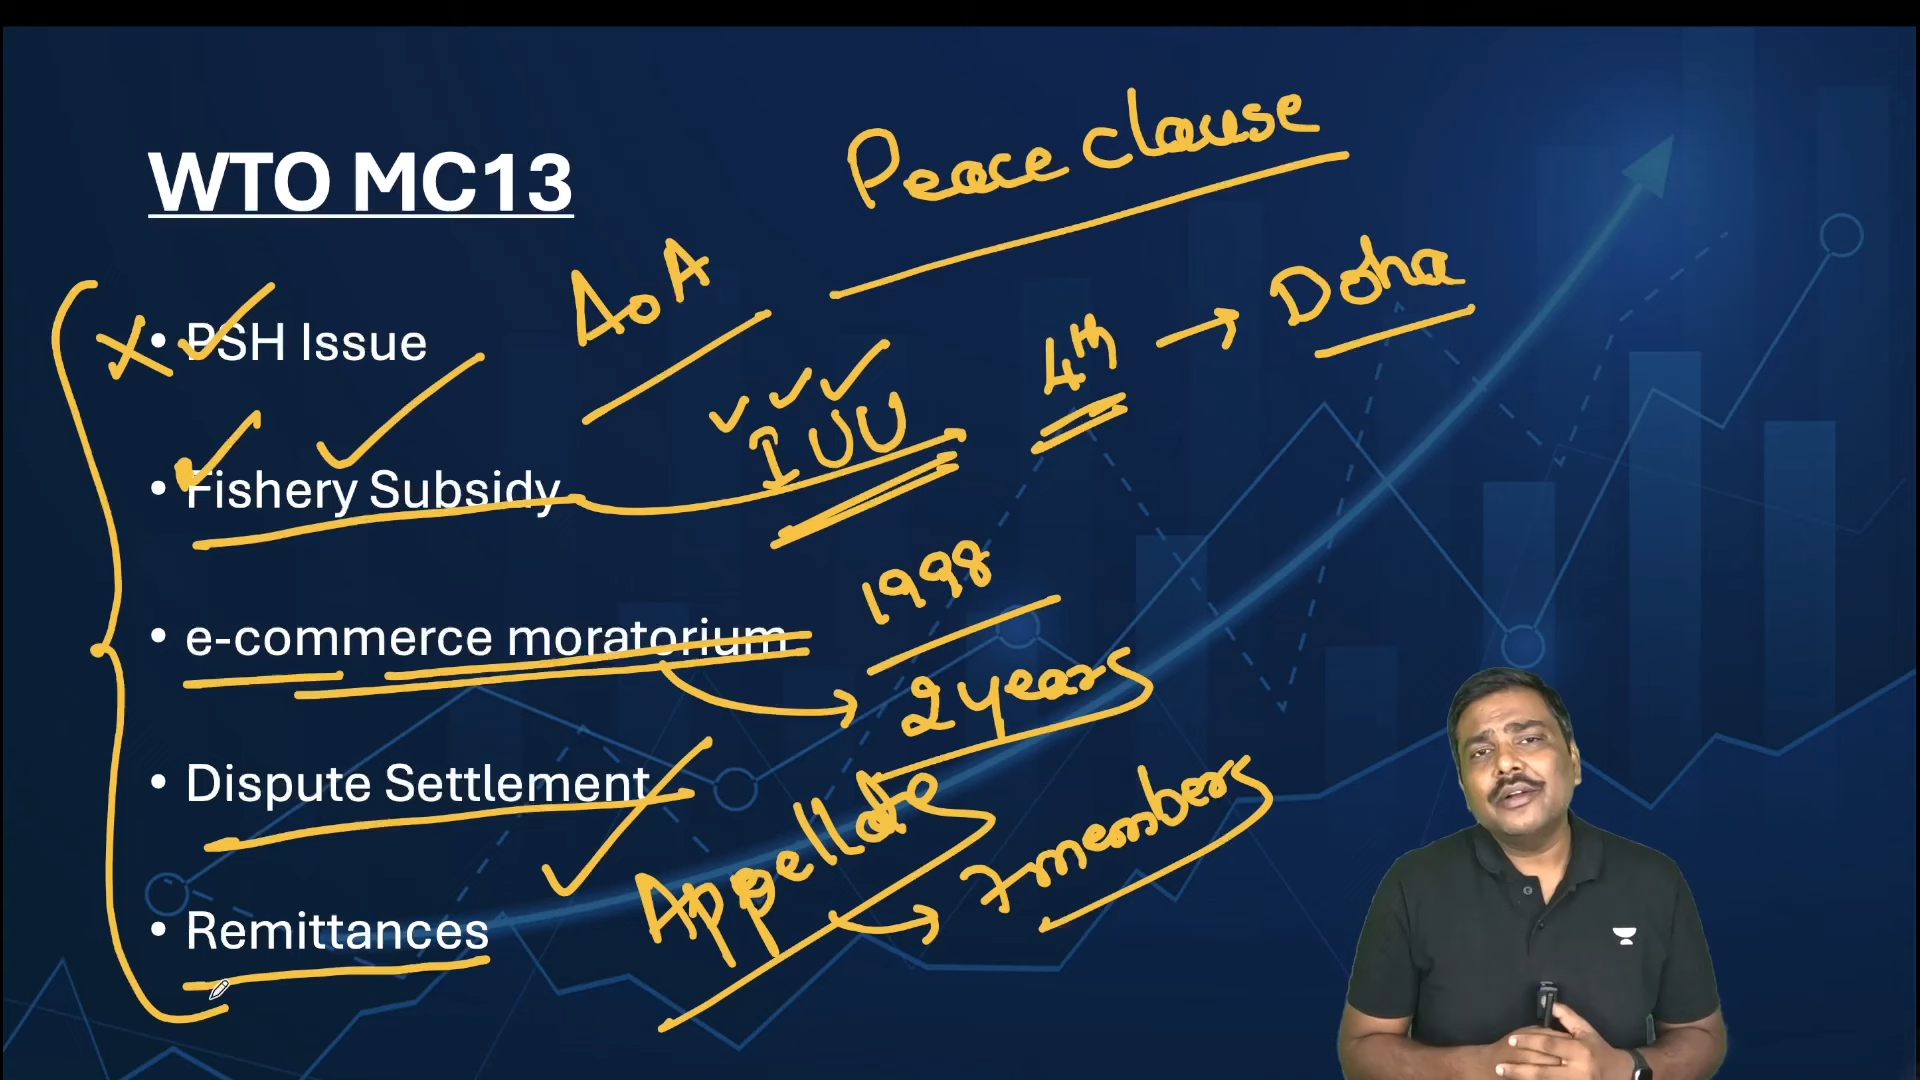 WTO MC13
Peace clause
• PSH Issue
AoA
4th → Doha
• Fishery Subsidy
IUU
• e-commerce moratorium
1998
2 years
• Dispute Settlement
Appellate
7 members
• Remittances